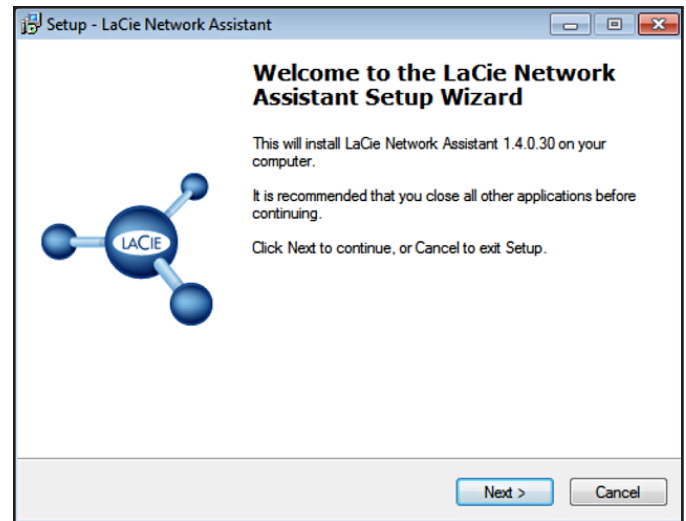 Setup - LaCie Network Assistant
Welcome to the LaCie Network
Assistant Setup Wizard
This will install LaCie Network Assistant 1.4.0.30 on your
computer.
It is recommended that you close all other applications before
continuing.
Click Next to continue, or Cancel to exit Setup.
LACIE
Next >
Cancel